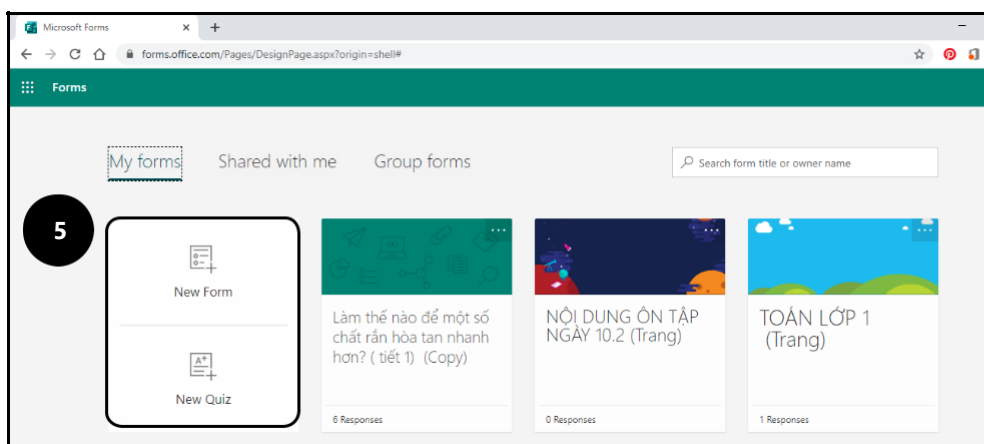 Microsoft Forms
forms.office.com/Pages/DesignPage.aspx?origin=shell#
Forms
My forms Shared with me Group forms
Search form title or owner name
5
New Form
New Quiz
Làm thế nào để một số
chất rắn hòa tan nhanh
hơn? ( tiết 1) (Copy)
6 Responses
NỘI DUNG ÔN TẬP
NGÀY 10.2 (Trang)
0 Responses
TOÁN LỚP 1
(Trang)
1 Responses